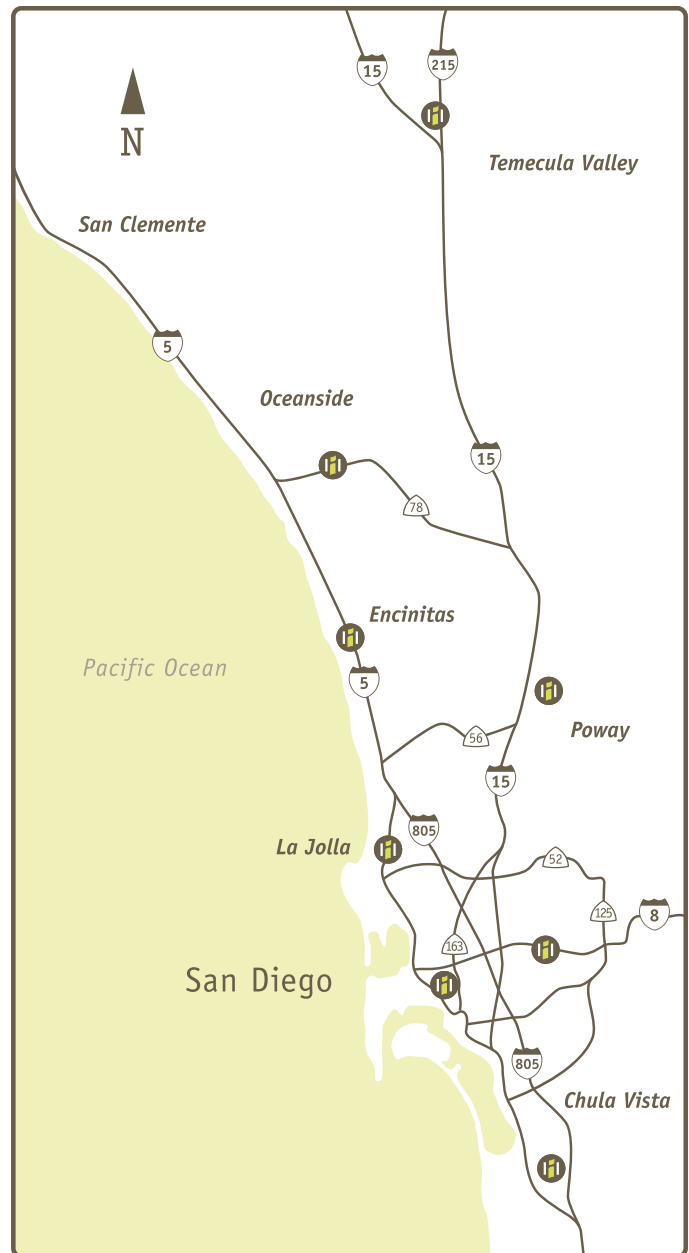 15
215
N
Temecula Valley
San Clemente
5
Oceanside
15
78
Encinitas
Pacific Ocean
5
Poway
56
15
805
La Jolla
52
125
8
163
San Diego
805
Chula Vista